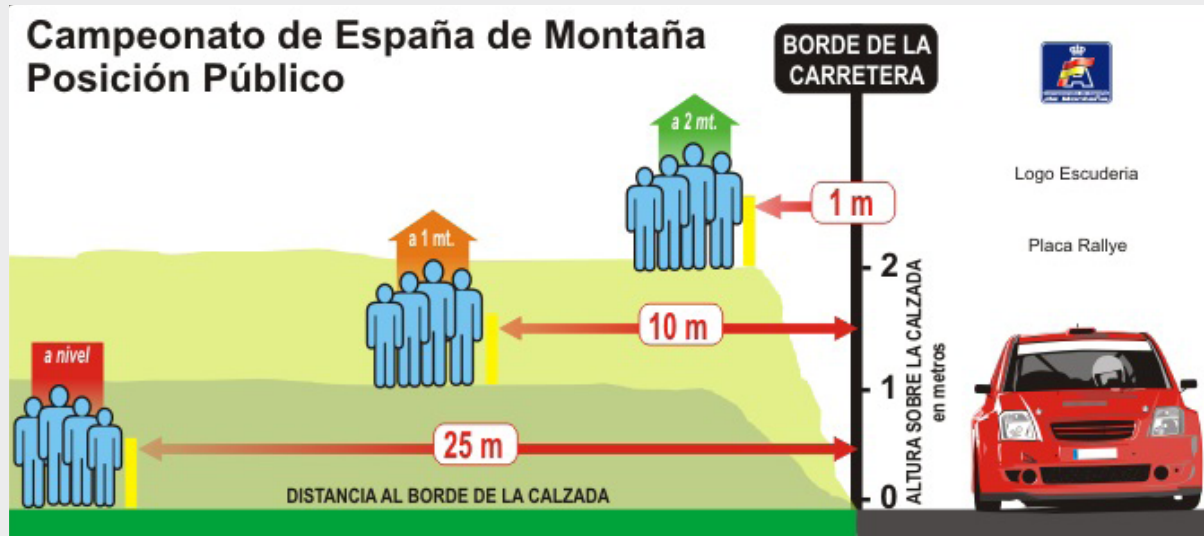 Campeonato de España de Montaña
Posición Público
BORDE DE LA
CARRETERA
a 2 mt.
1 m
Logo Escuderia
a 1 mt.
Placa Rallye
2
10 m
a nivel
1
ALTURA SOBRE LA CALZADA
en metros
25 m
DISTANCIA AL BORDE DE LA CALZADA
0